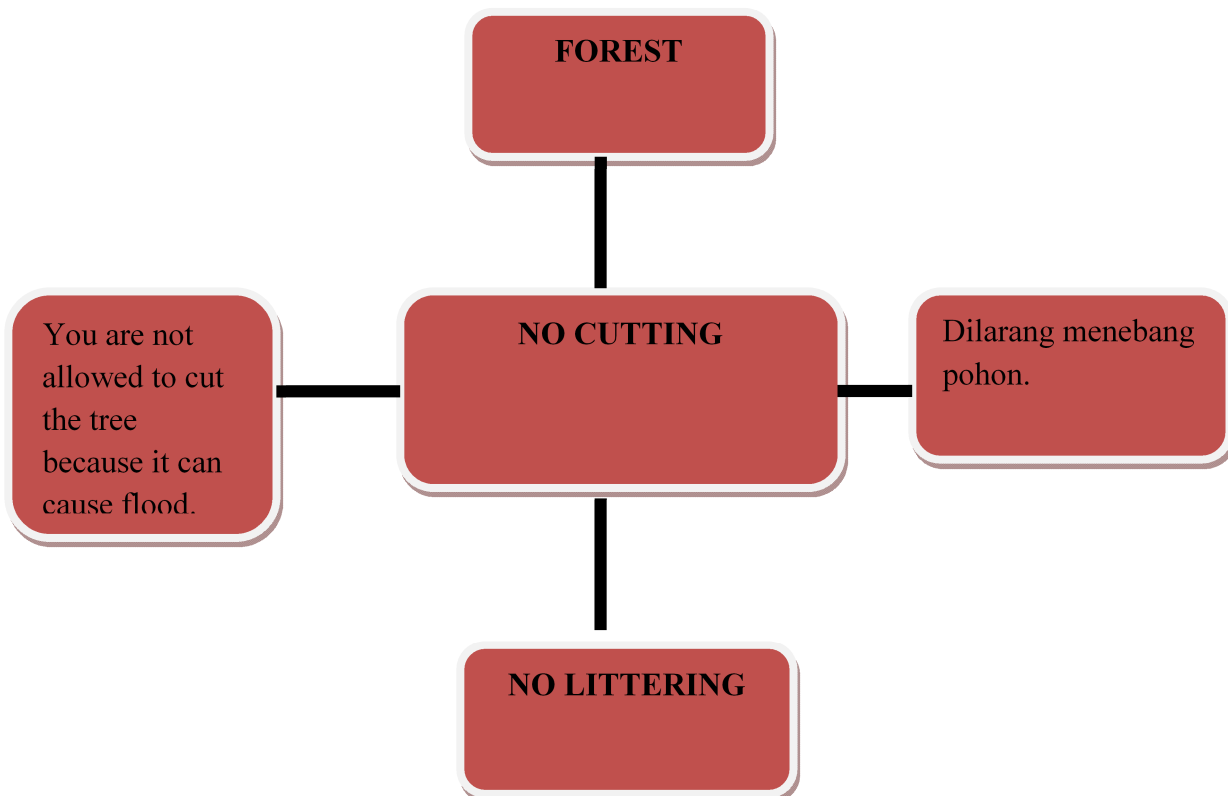 FOREST
You are not
allowed to cut
the tree
because it can
cause flood.
NO CUTTING
Dilarang menebang
pohon.
NO LITTERING